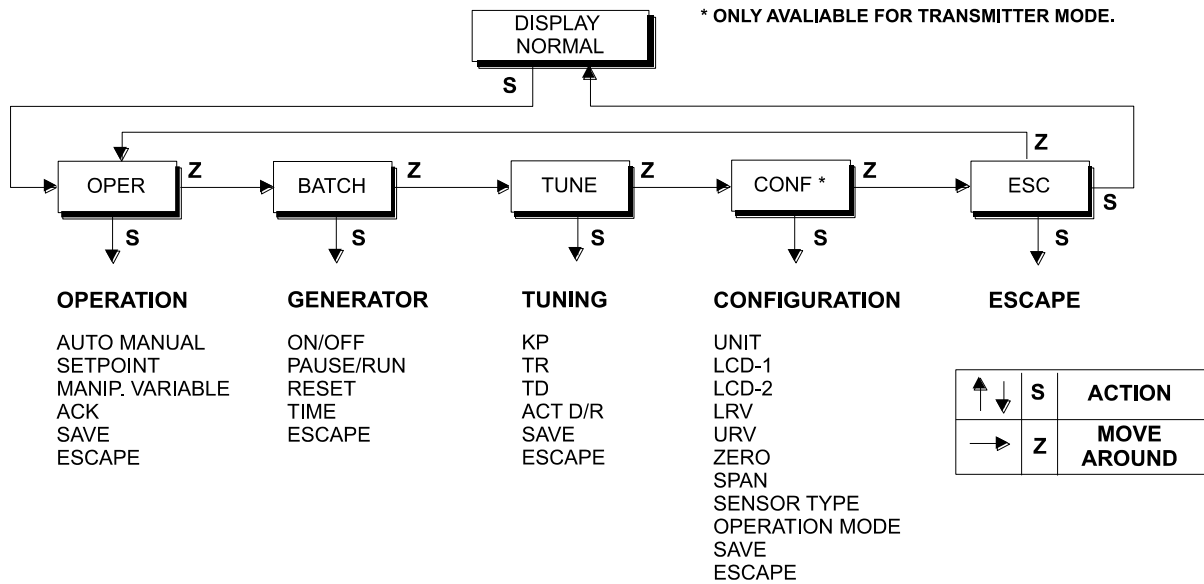 DISPLAY
NORMAL
* ONLY AVALIABLE FOR TRANSMITTER MODE.
S
Z
OPER
Z
BATCH
Z
TUNE
Z
CONF *
Z
ESC
S
S
S
S
S
S
OPERATION
AUTO MANUAL
SETPOINT
MANIP. VARIABLE
ACK
SAVE
ESCAPE
GENERATOR
ON/OFF
PAUSE/RUN
RESET
TIME
ESCAPE
TUNING
KP
TR
TD
ACT D/R
SAVE
ESCAPE
CONFIGURATION
UNIT
LCD-1
LCD-2
LRV
URV
ZERO
SPAN
SENSOR TYPE
OPERATION MODE
SAVE
ESCAPE
ESCAPE
S ACTION
Z MOVE
AROUND